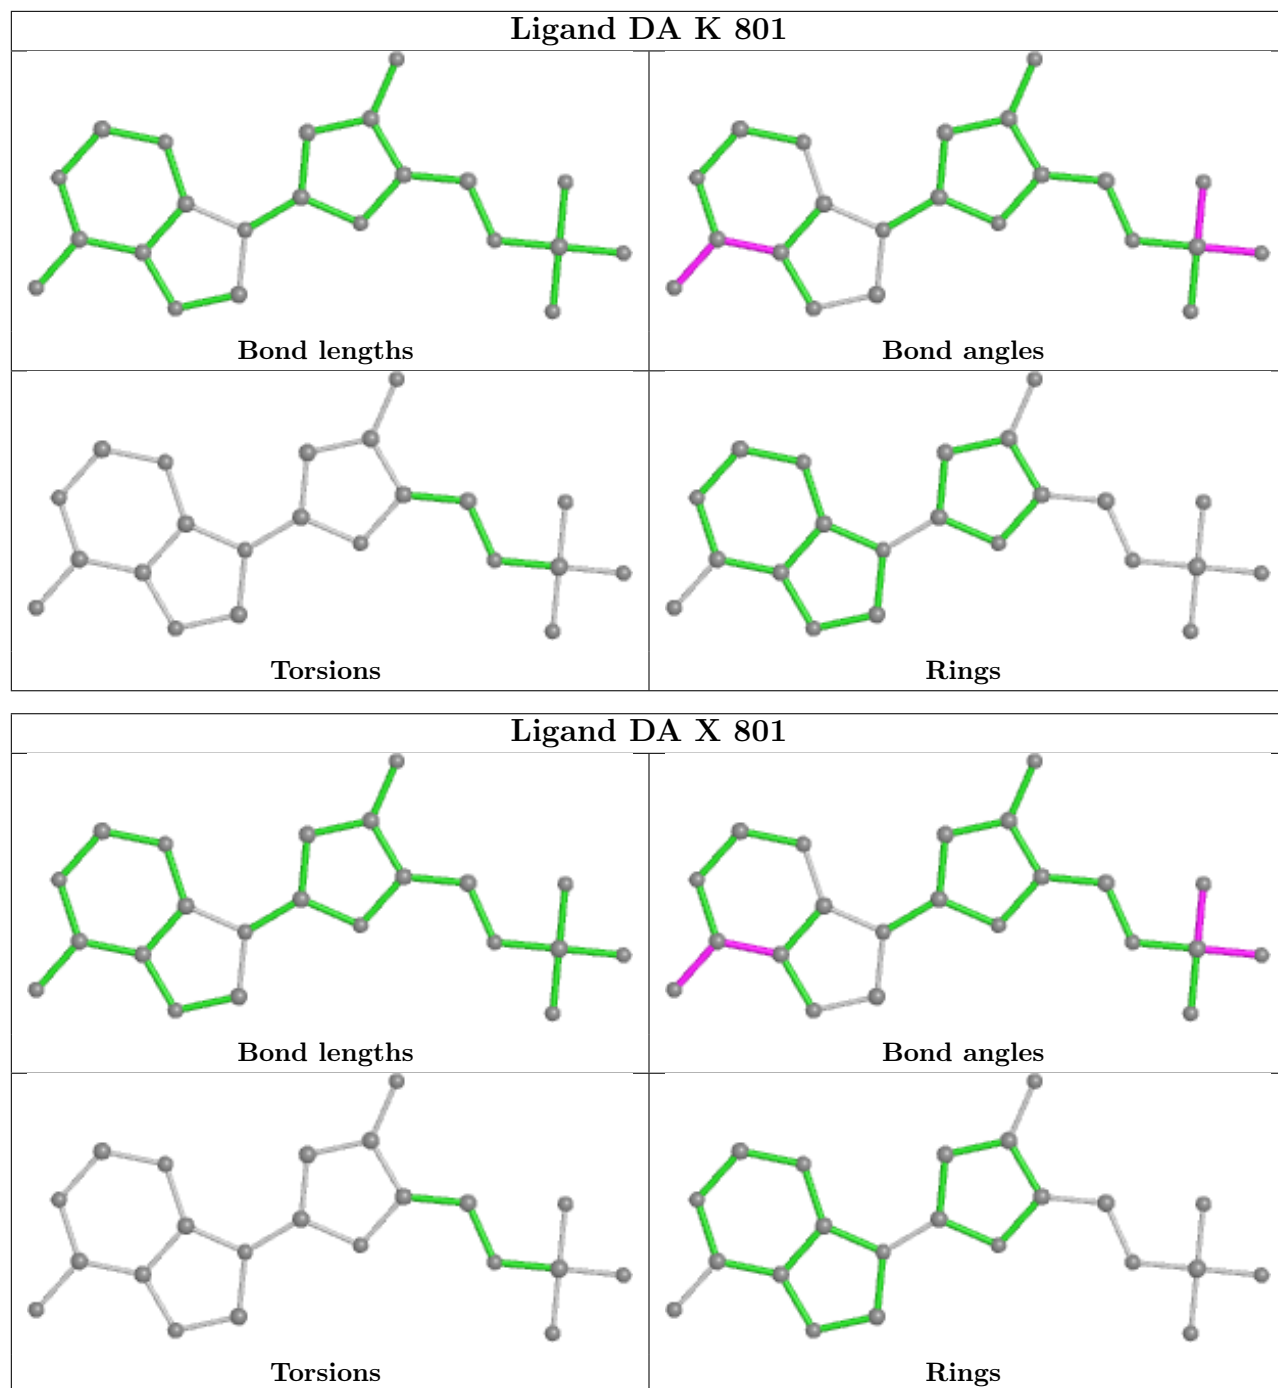 Ligand DA K 801
Bond lengths
Bond angles
Torsions
Rings
Ligand DA X 801
Bond lengths
Bond angles
Torsions
Rings